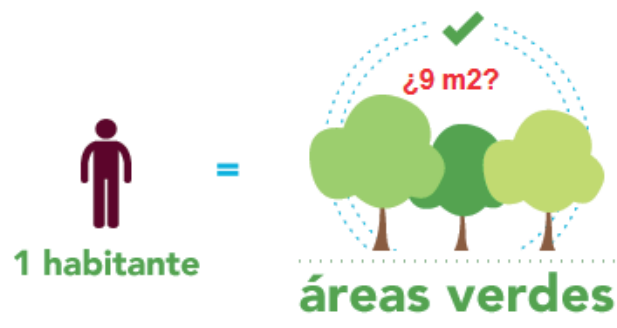 ¿9 m2?
=
1 habitante
áreas verdes